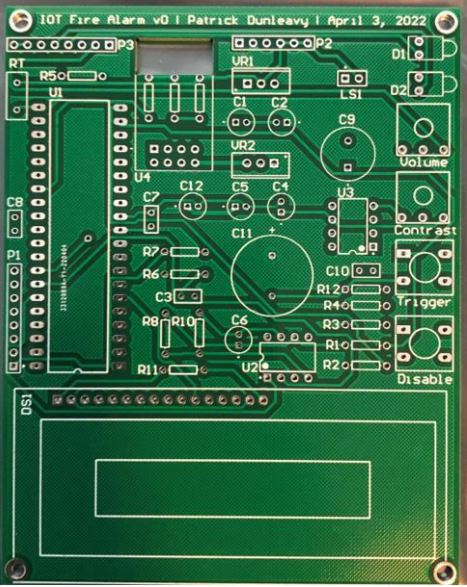 IOT Fire Alarm v0 | Patrick Dunleavy | April 3, 2022
P3
P2
D1
RT
R5
VR1
LS1
D2
U1
C1
C2
C9
Volume
VR2
U4
U3
C8
C7
C12
C5
C4
Contrast
C11
+
P1
R7
R6
C10
R12
C3
R4
Trigger
R8
R10
C6
R3
R1
U2
R11
R2
Disable
DS1